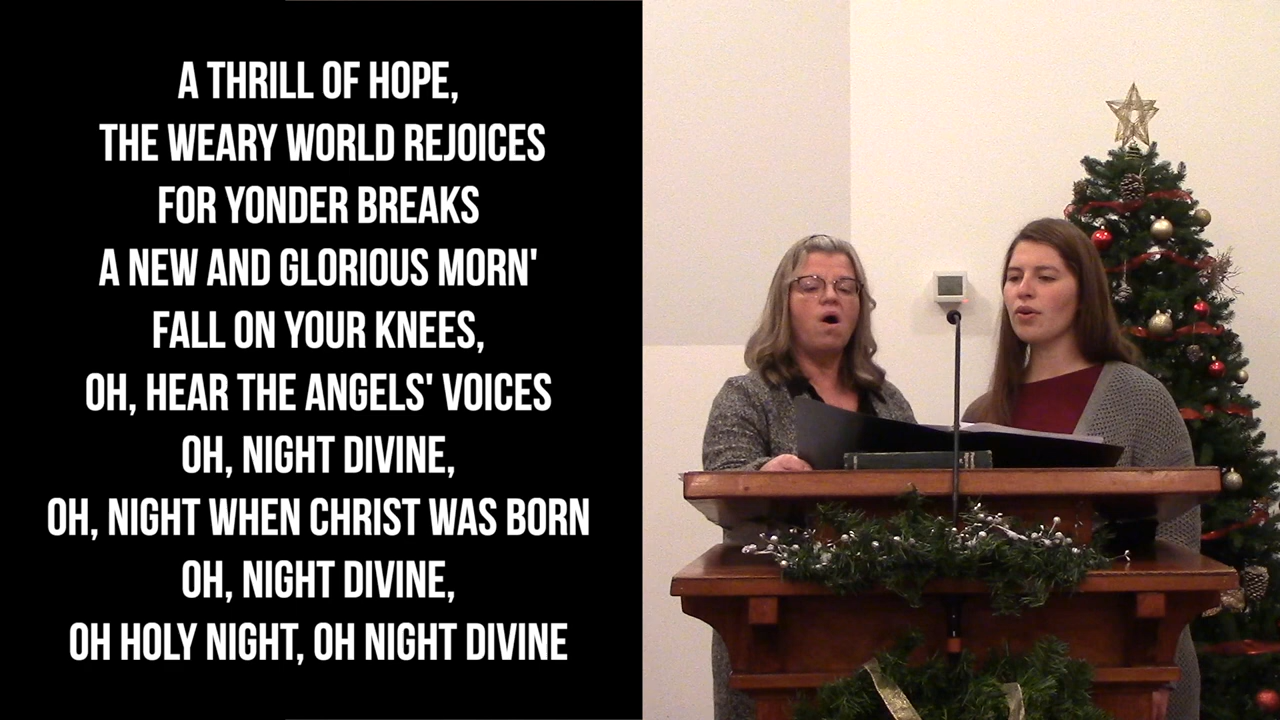 A THRILL OF HOPE,
THE WEARY WORLD REJOICES
FOR YONDER BREAKS
A NEW AND GLORIOUS MORN'
FALL ON YOUR KNEES,
OH, HEAR THE ANGELS' VOICES
OH, NIGHT DIVINE,
OH, NIGHT WHEN CHRIST WAS BORN
OH, NIGHT DIVINE,
OH HOLY NIGHT, OH NIGHT DIVINE